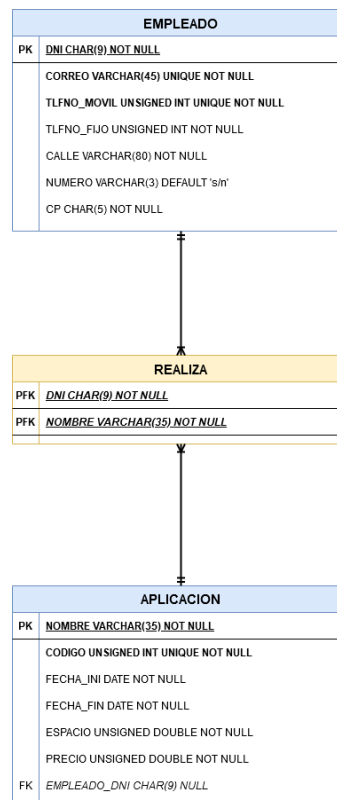 EMPLEADO
PK DNI CHAR(9) NOT NULL
CORREO VARCHAR(45) UNIQUE NOT NULL
TLFNO_MOVIL UNSIGNED INT UNIQUE NOT NULL
TLFNO_FIJO UNSIGNED INT NOT NULL
CALLE VARCHAR(80) NOT NULL
NUMERO VARCHAR(3) DEFAULT 's/n'
CP CHAR(5) NOT NULL
REALIZA
PFK DNI CHAR(9) NOT NULL
PFK NOMBRE VARCHAR(35) NOT NULL
APLICACION
PK NOMBRE VARCHAR(35) NOT NULL
CODIGO UNSIGNED INT UNIQUE NOT NULL
FECHA_INI DATE NOT NULL
FECHA_FIN DATE NOT NULL
ESPACIO UNSIGNED DOUBLE NOT NULL
PRECIO UNSIGNED DOUBLE NOT NULL
FK EMPLEADO_DNI CHAR(9) NULL